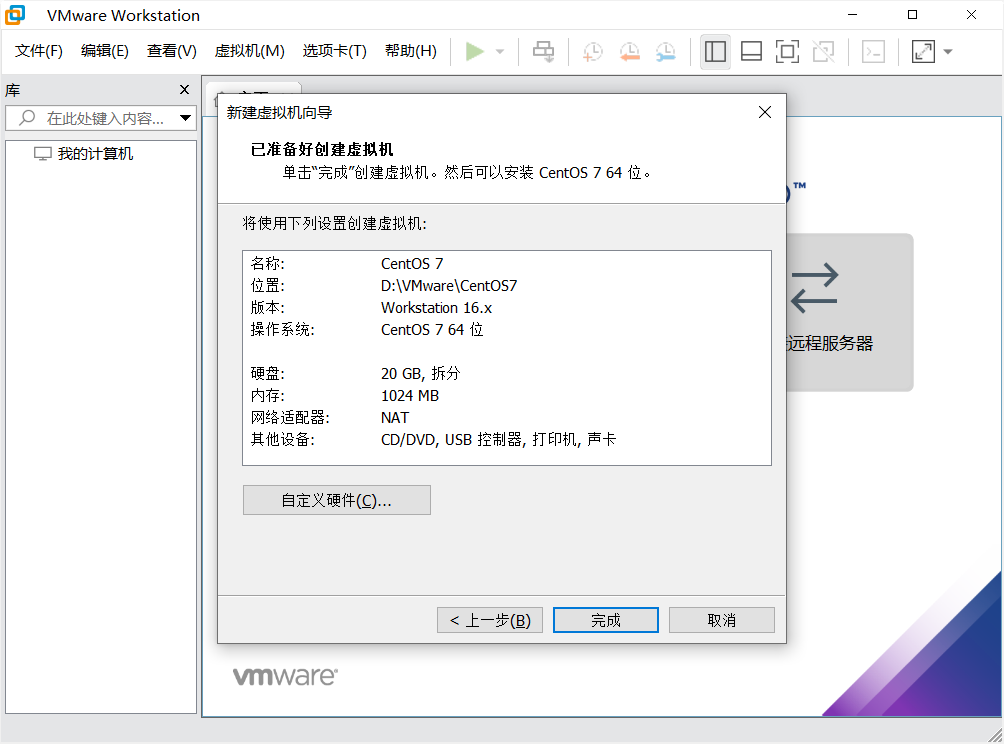 VMware Workstation
文件(F) 编辑(E) 查看(V) 虚拟机(M) 选项卡(T) 帮助(H)
库
在此处键入内容...
我的计算机
新建虚拟机向导
已准备好创建虚拟机
单击“完成”创建虚拟机。然后可以安装 CentOS 7 64 位。
将使用下列设置创建虚拟机:
名称: CentOS 7
位置: D:\VMware\CentOS7
版本: Workstation 16.x
操作系统: CentOS 7 64 位
硬盘: 20 GB, 拆分
内存: 1024 MB
网络适配器: NAT
其他设备: CD/DVD, USB 控制器, 打印机, 声卡
自定义硬件(C)...
< 上一步(B) 完成 取消
™
远程服务器
vmware®